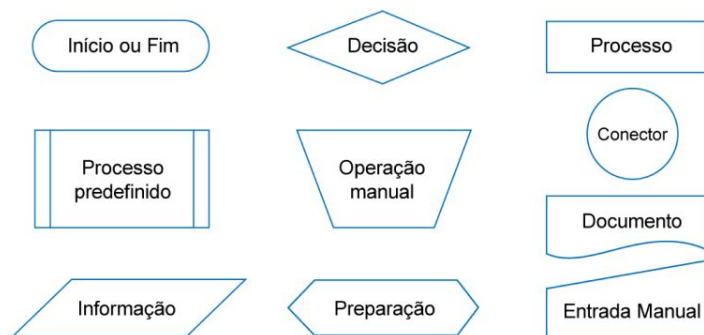 Início ou Fim
Decisão
Processo
Processo
predefinido
Operação
manual
Conector
Documento
Informação
Preparação
Entrada Manual